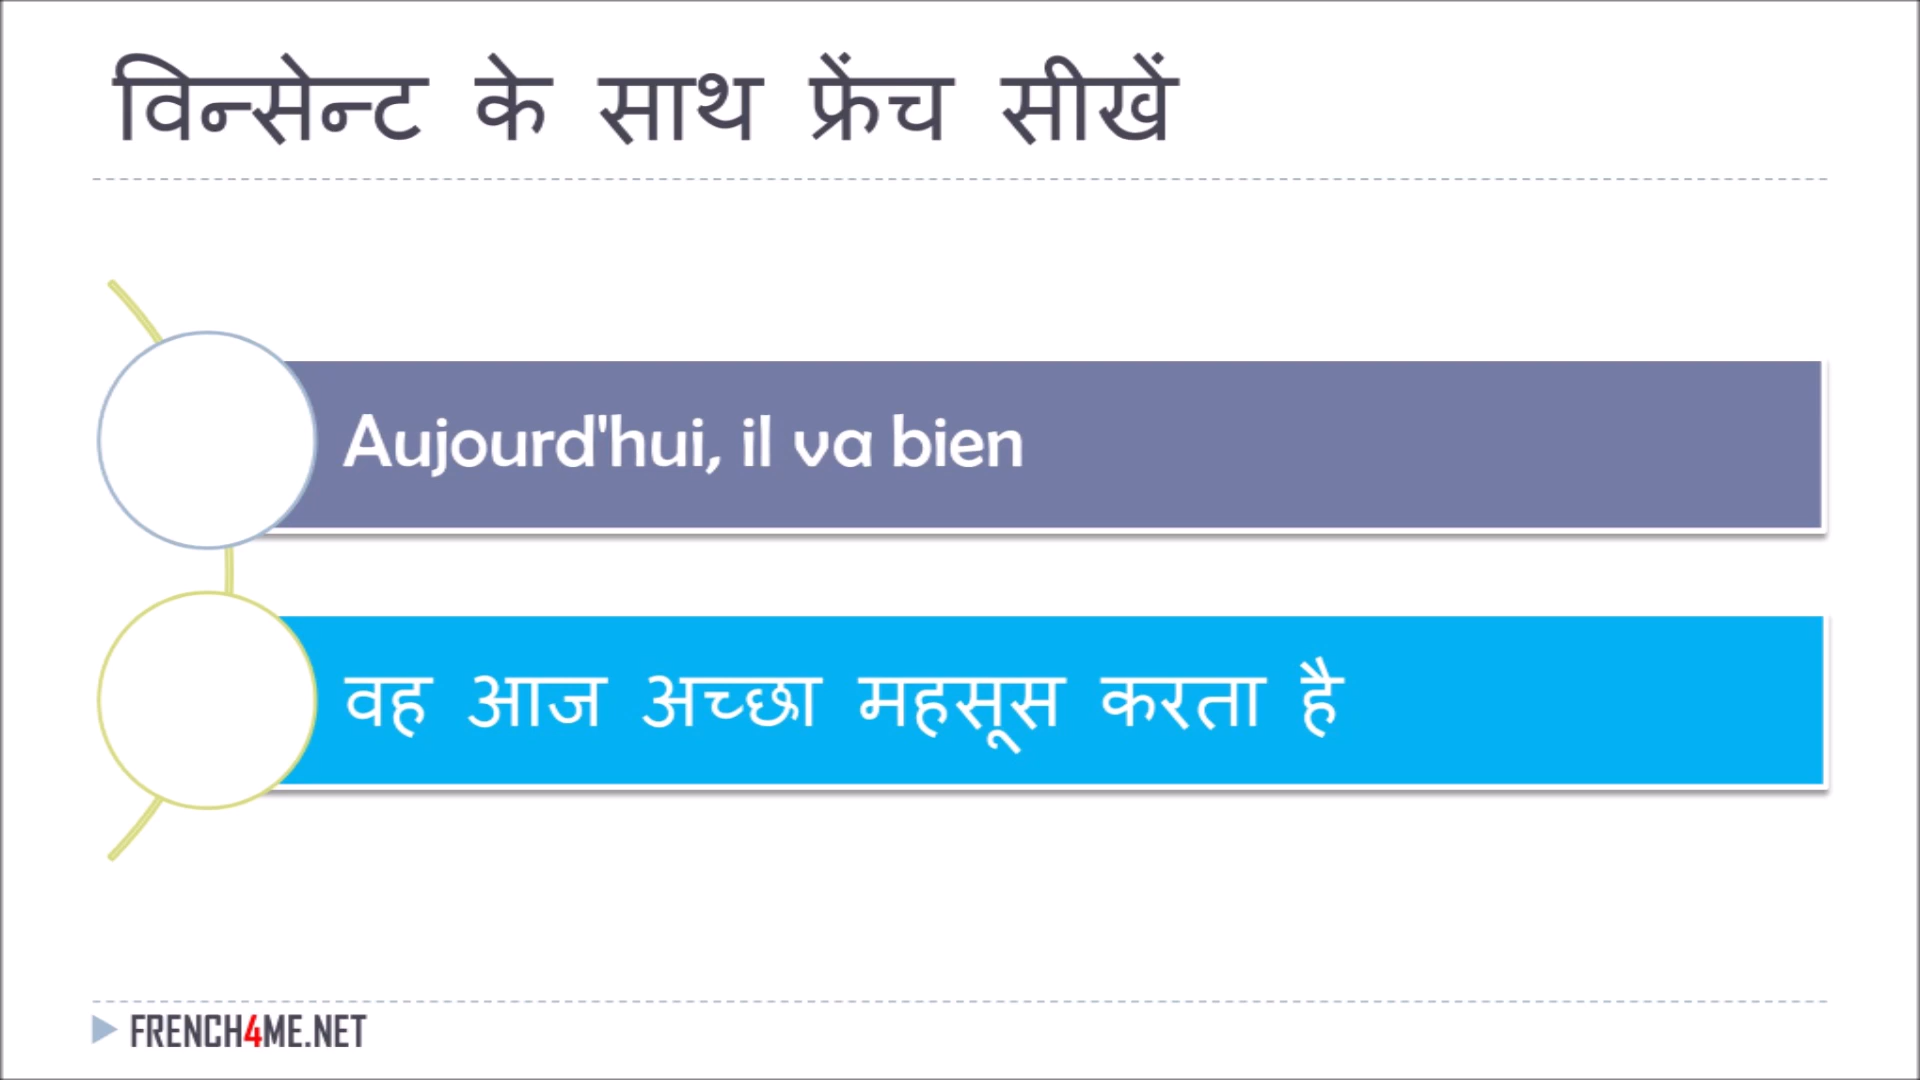 विन्सेन्ट के साथ फ्रेंच सीखें
Aujourd'hui, il va bien
वह आज अच्छा महसूस करता है
FRENCH4ME.NET